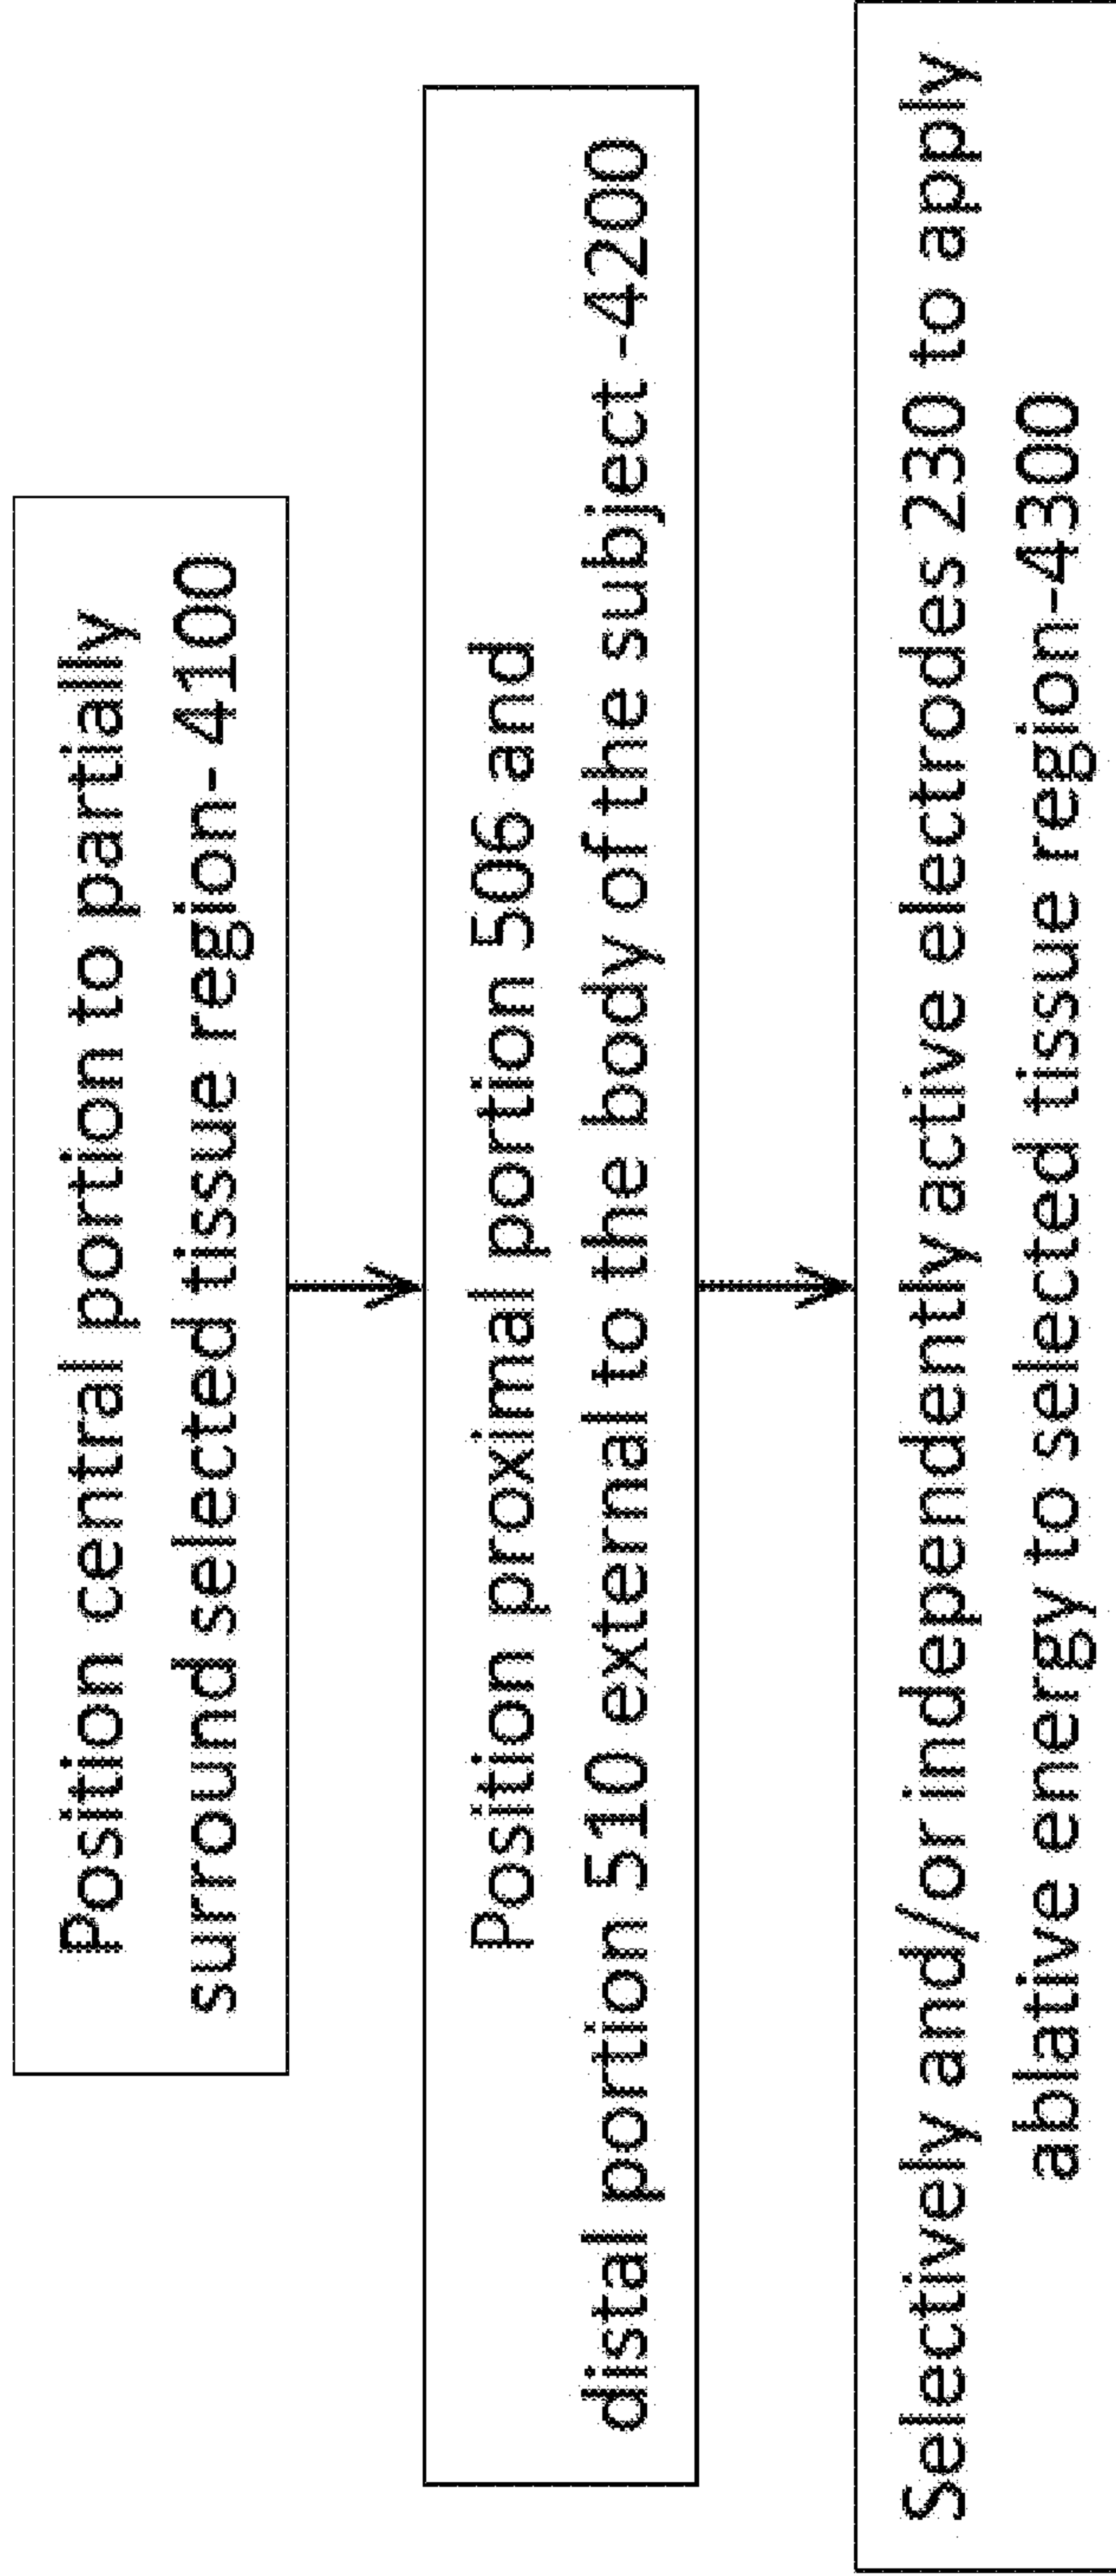 Position central portion to partially
surround selected tissue region- 4100
Position proximal portion 506 and
distal portion 510 external to the body of the subject -4200
Selectively and/or independently active electrodes 230 to apply
ablative energy to selected tissue region-4300